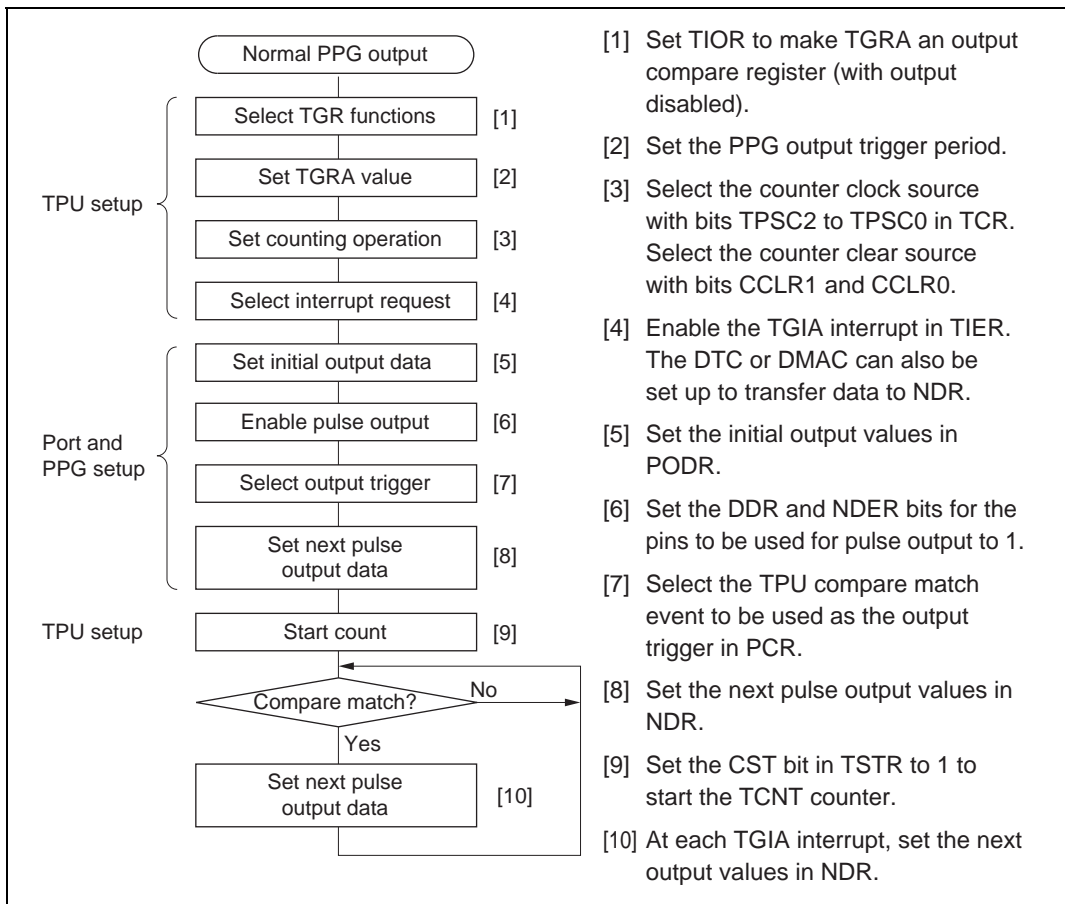 Normal PPG output
TPU setup
Select TGR functions [1]
Set TGRA value [2]
Set counting operation [3]
Select interrupt request [4]
Port and
PPG setup
Set initial output data [5]
Enable pulse output [6]
Select output trigger [7]
Set next pulse
output data
[8]
TPU setup
Start count [9]
Compare match?
No
Yes
Set next pulse
output data
[10]
[1] Set TIOR to make TGRA an output
compare register (with output
disabled).
[2] Set the PPG output trigger period.
[3] Select the counter clock source
with bits TPSC2 to TPSC0 in TCR.
Select the counter clear source
with bits CCLR1 and CCLR0.
[4] Enable the TGIA interrupt in TIER.
The DTC or DMAC can also be
set up to transfer data to NDR.
[5] Set the initial output values in
PODR.
[6] Set the DDR and NDER bits for the
pins to be used for pulse output to 1.
[7] Select the TPU compare match
event to be used as the output
trigger in PCR.
[8] Set the next pulse output values in
NDR.
[9] Set the CST bit in TSTR to 1 to
start the TCNT counter.
[10] At each TGIA interrupt, set the next
output values in NDR.